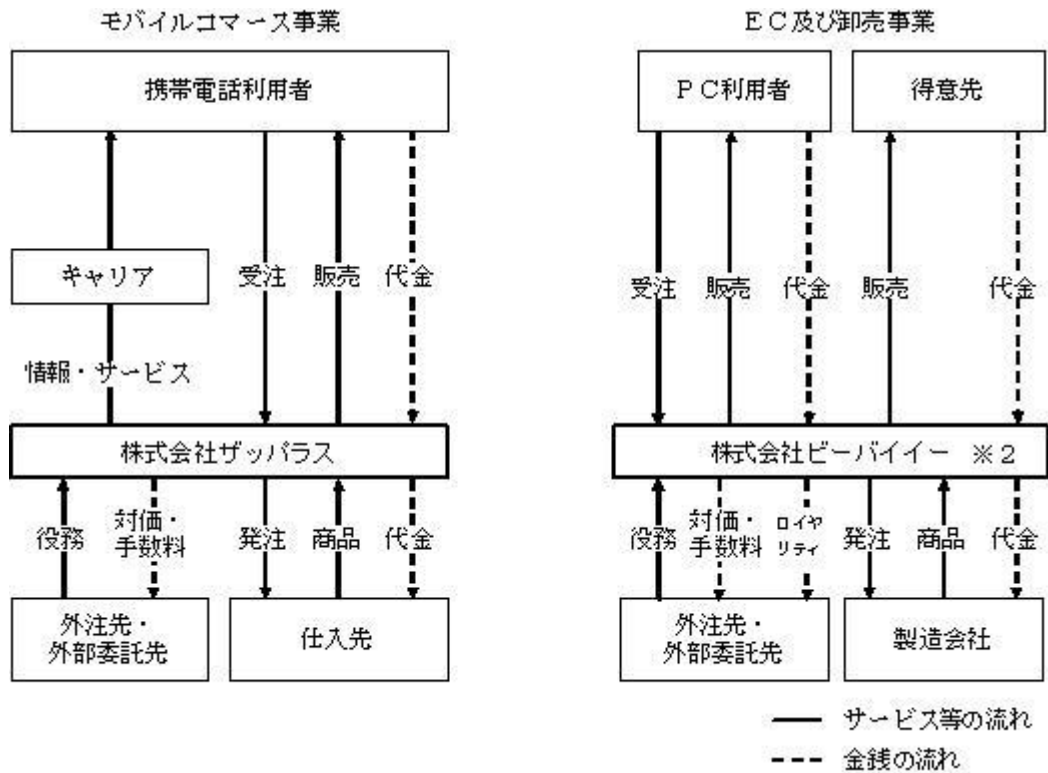 モバイルコマース事業
携帯電話利用者
キャリア
受注
販売
代金
情報・サービス
株式会社ザッパラス
役務
対価・
手数料
発注
商品
代金
外注先・
外部委託先
仕入先
ＥＣ及び卸売事業
ＰＣ利用者
得意先
受注
販売
代金
販売
代金
株式会社ビーバイイー ※２
役務
対価・
手数料
ロイヤ
リティ
発注
商品
代金
外注先・
外部委託先
製造会社
サービス等の流れ
金銭の流れ